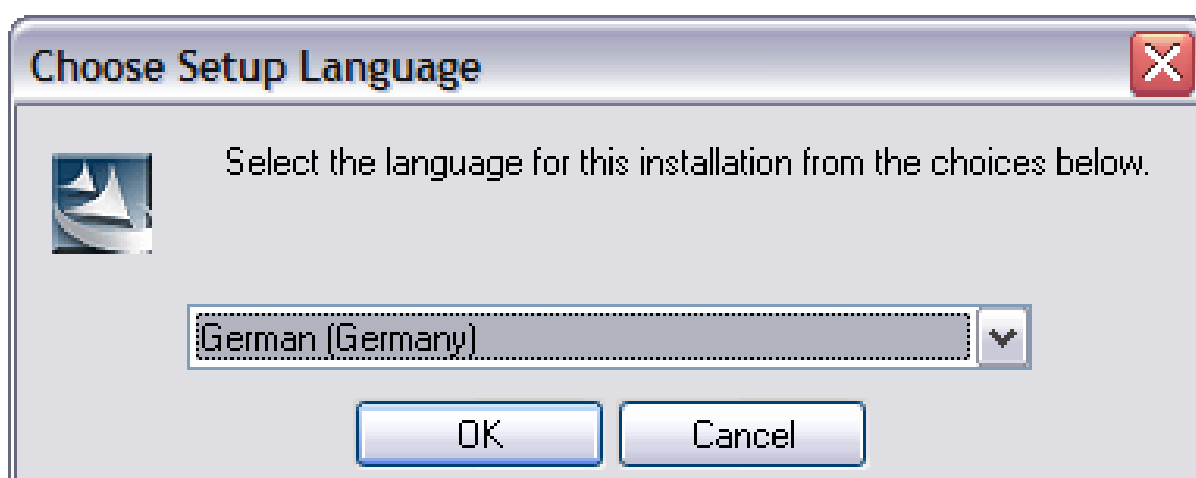 Choose Setup Language
Select the language for this installation from the choices below.
German (Germany)
OK
Cancel